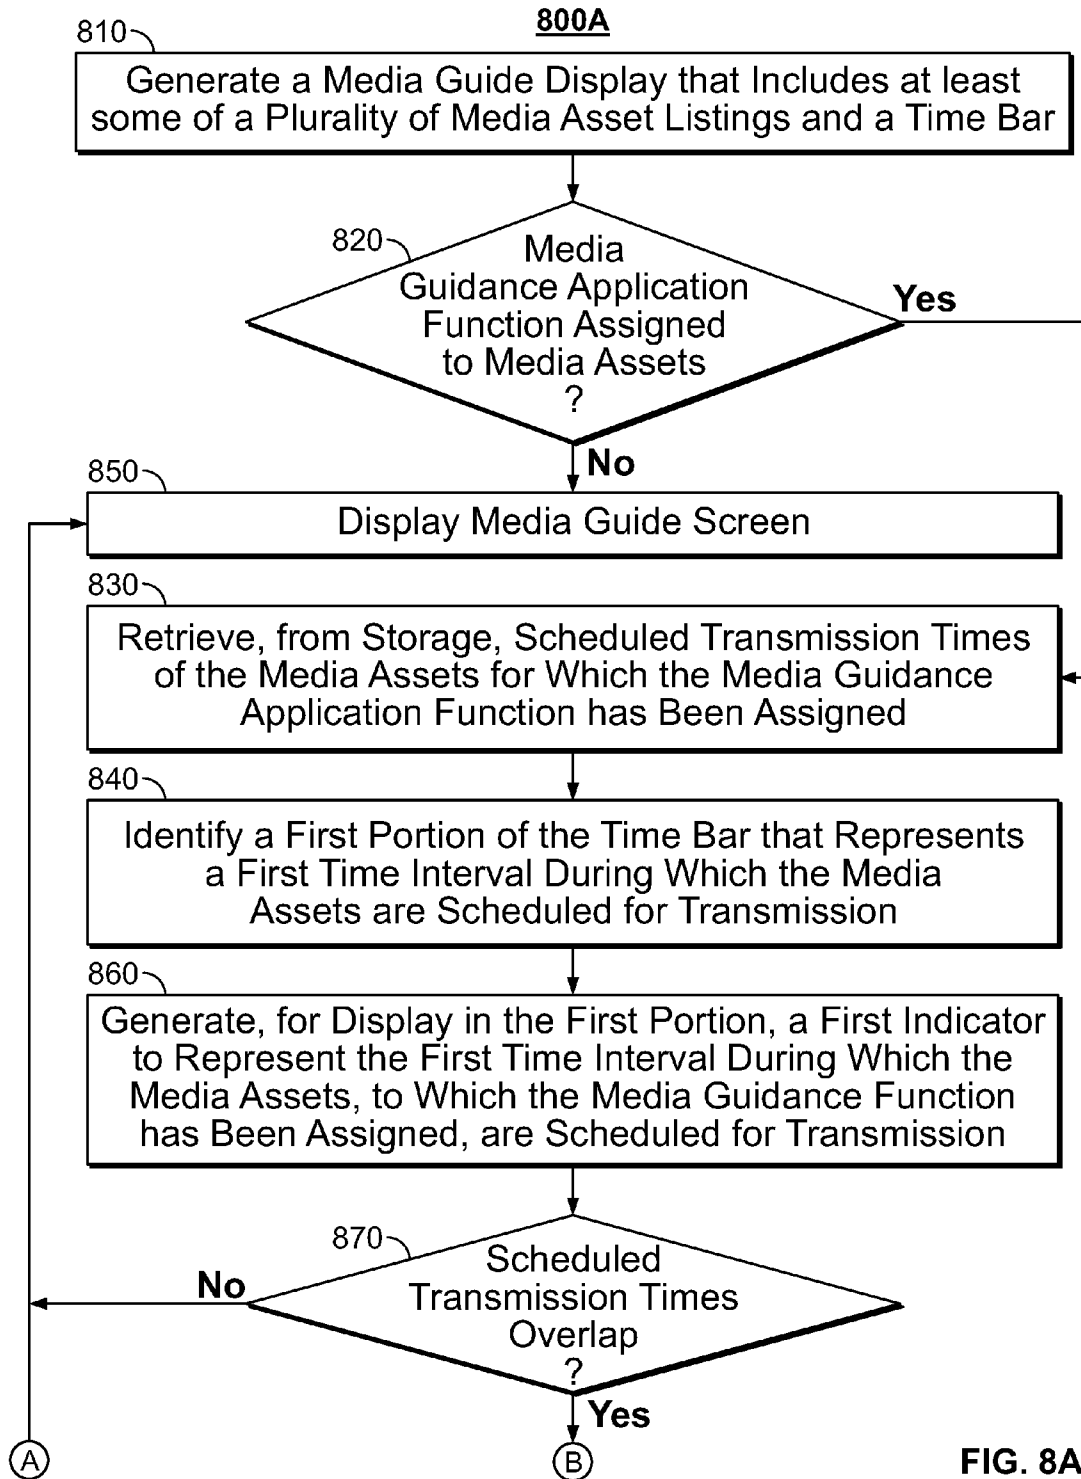 800A
810
Generate a Media Guide Display that Includes at least
some of a Plurality of Media Asset Listings and a Time Bar
820
Media
Guidance Application
Function Assigned
to Media Assets
?
Yes
No
850
Display Media Guide Screen
830
Retrieve, from Storage, Scheduled Transmission Times
of the Media Assets for Which the Media Guidance
Application Function has Been Assigned
840
Identify a First Portion of the Time Bar that Represents
a First Time Interval During Which the Media
Assets are Scheduled for Transmission
860
Generate, for Display in the First Portion, a First Indicator
to Represent the First Time Interval During Which the
Media Assets, to Which the Media Guidance Function
has Been Assigned, are Scheduled for Transmission
870
Scheduled
Transmission Times
Overlap
?
No
Yes
A
B
FIG. 8A